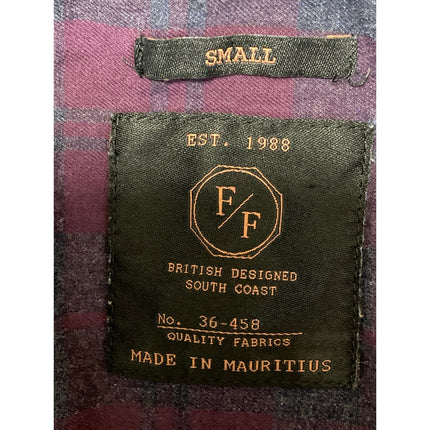 SMALL
EST. 1988
F/F
BRITISH DESIGNED
SOUTH COAST
No. 36-458
QUALITY FABRICS
MADE IN MAURITIUS